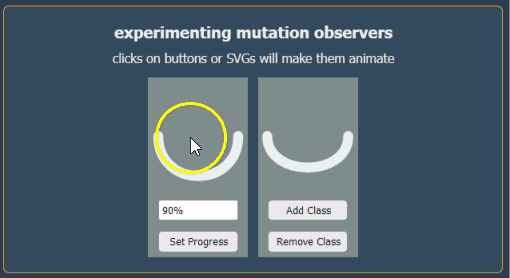 experimenting mutation observers
clicks on buttons or SVGs will make them animate
90%
Add Class
Set Progress
Remove Class